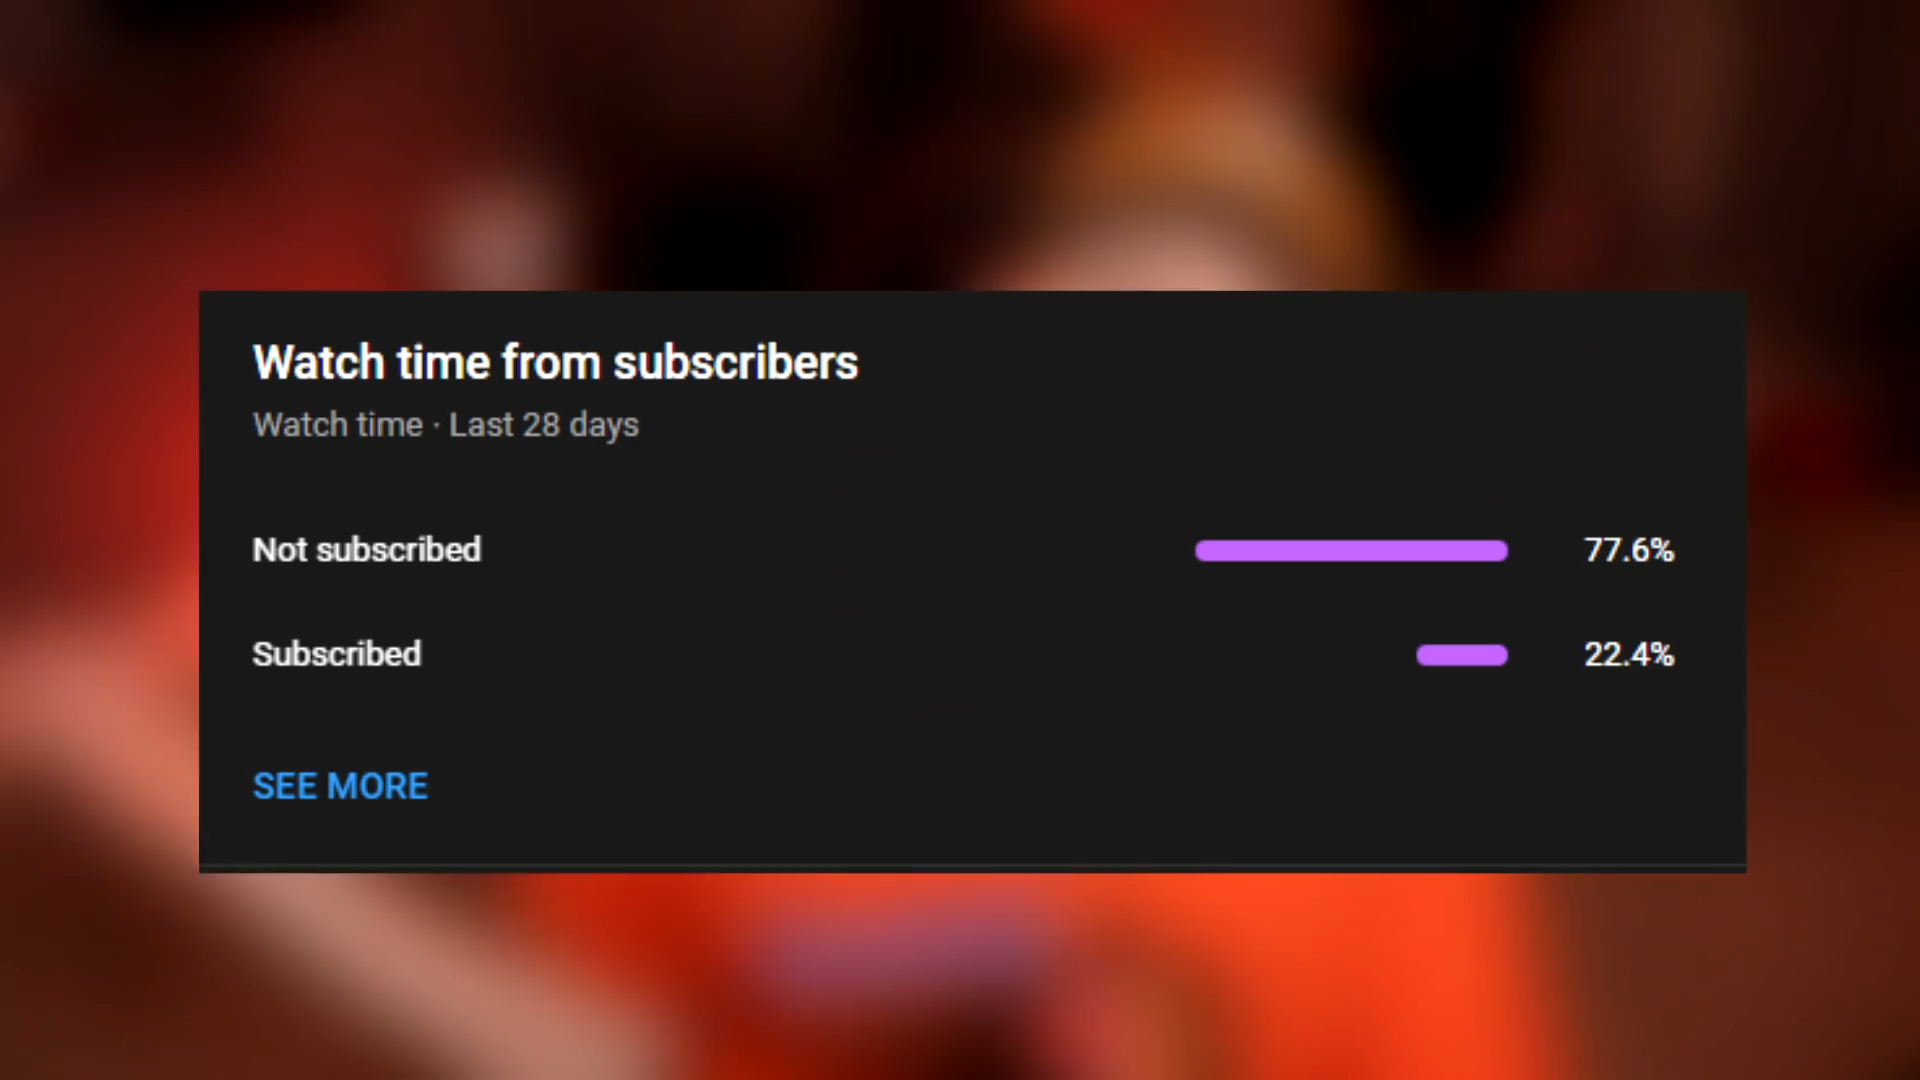 Watch time from subscribers
Watch time · Last 28 days
Not subscribed 77.6%
Subscribed 22.4%
SEE MORE